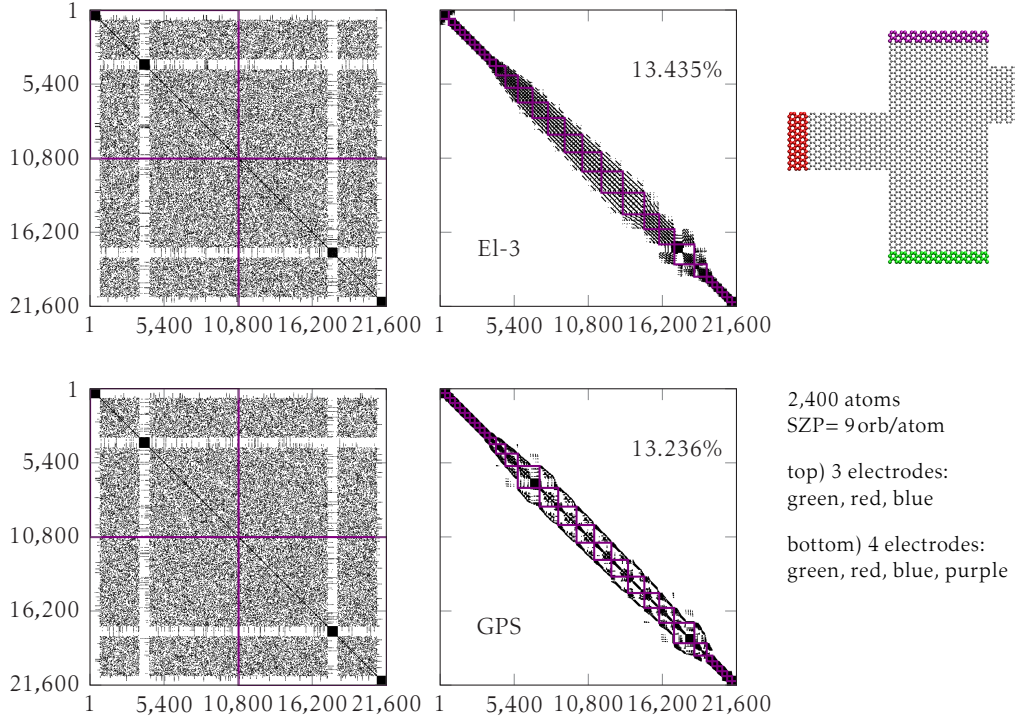 1
5,400
10,800
16,200
21,600
1 5,400 10,800 16,200 21,600
13.435%
El-3
1 5,400 10,800 16,200 21,600
1
5,400
10,800
16,200
21,600
1 5,400 10,800 16,200 21,600
13.236%
GPS
1 5,400 10,800 16,200 21,600
2,400 atoms
SZP= 9 orb/atom
top) 3 electrodes:
green, red, blue
bottom) 4 electrodes:
green, red, blue, purple